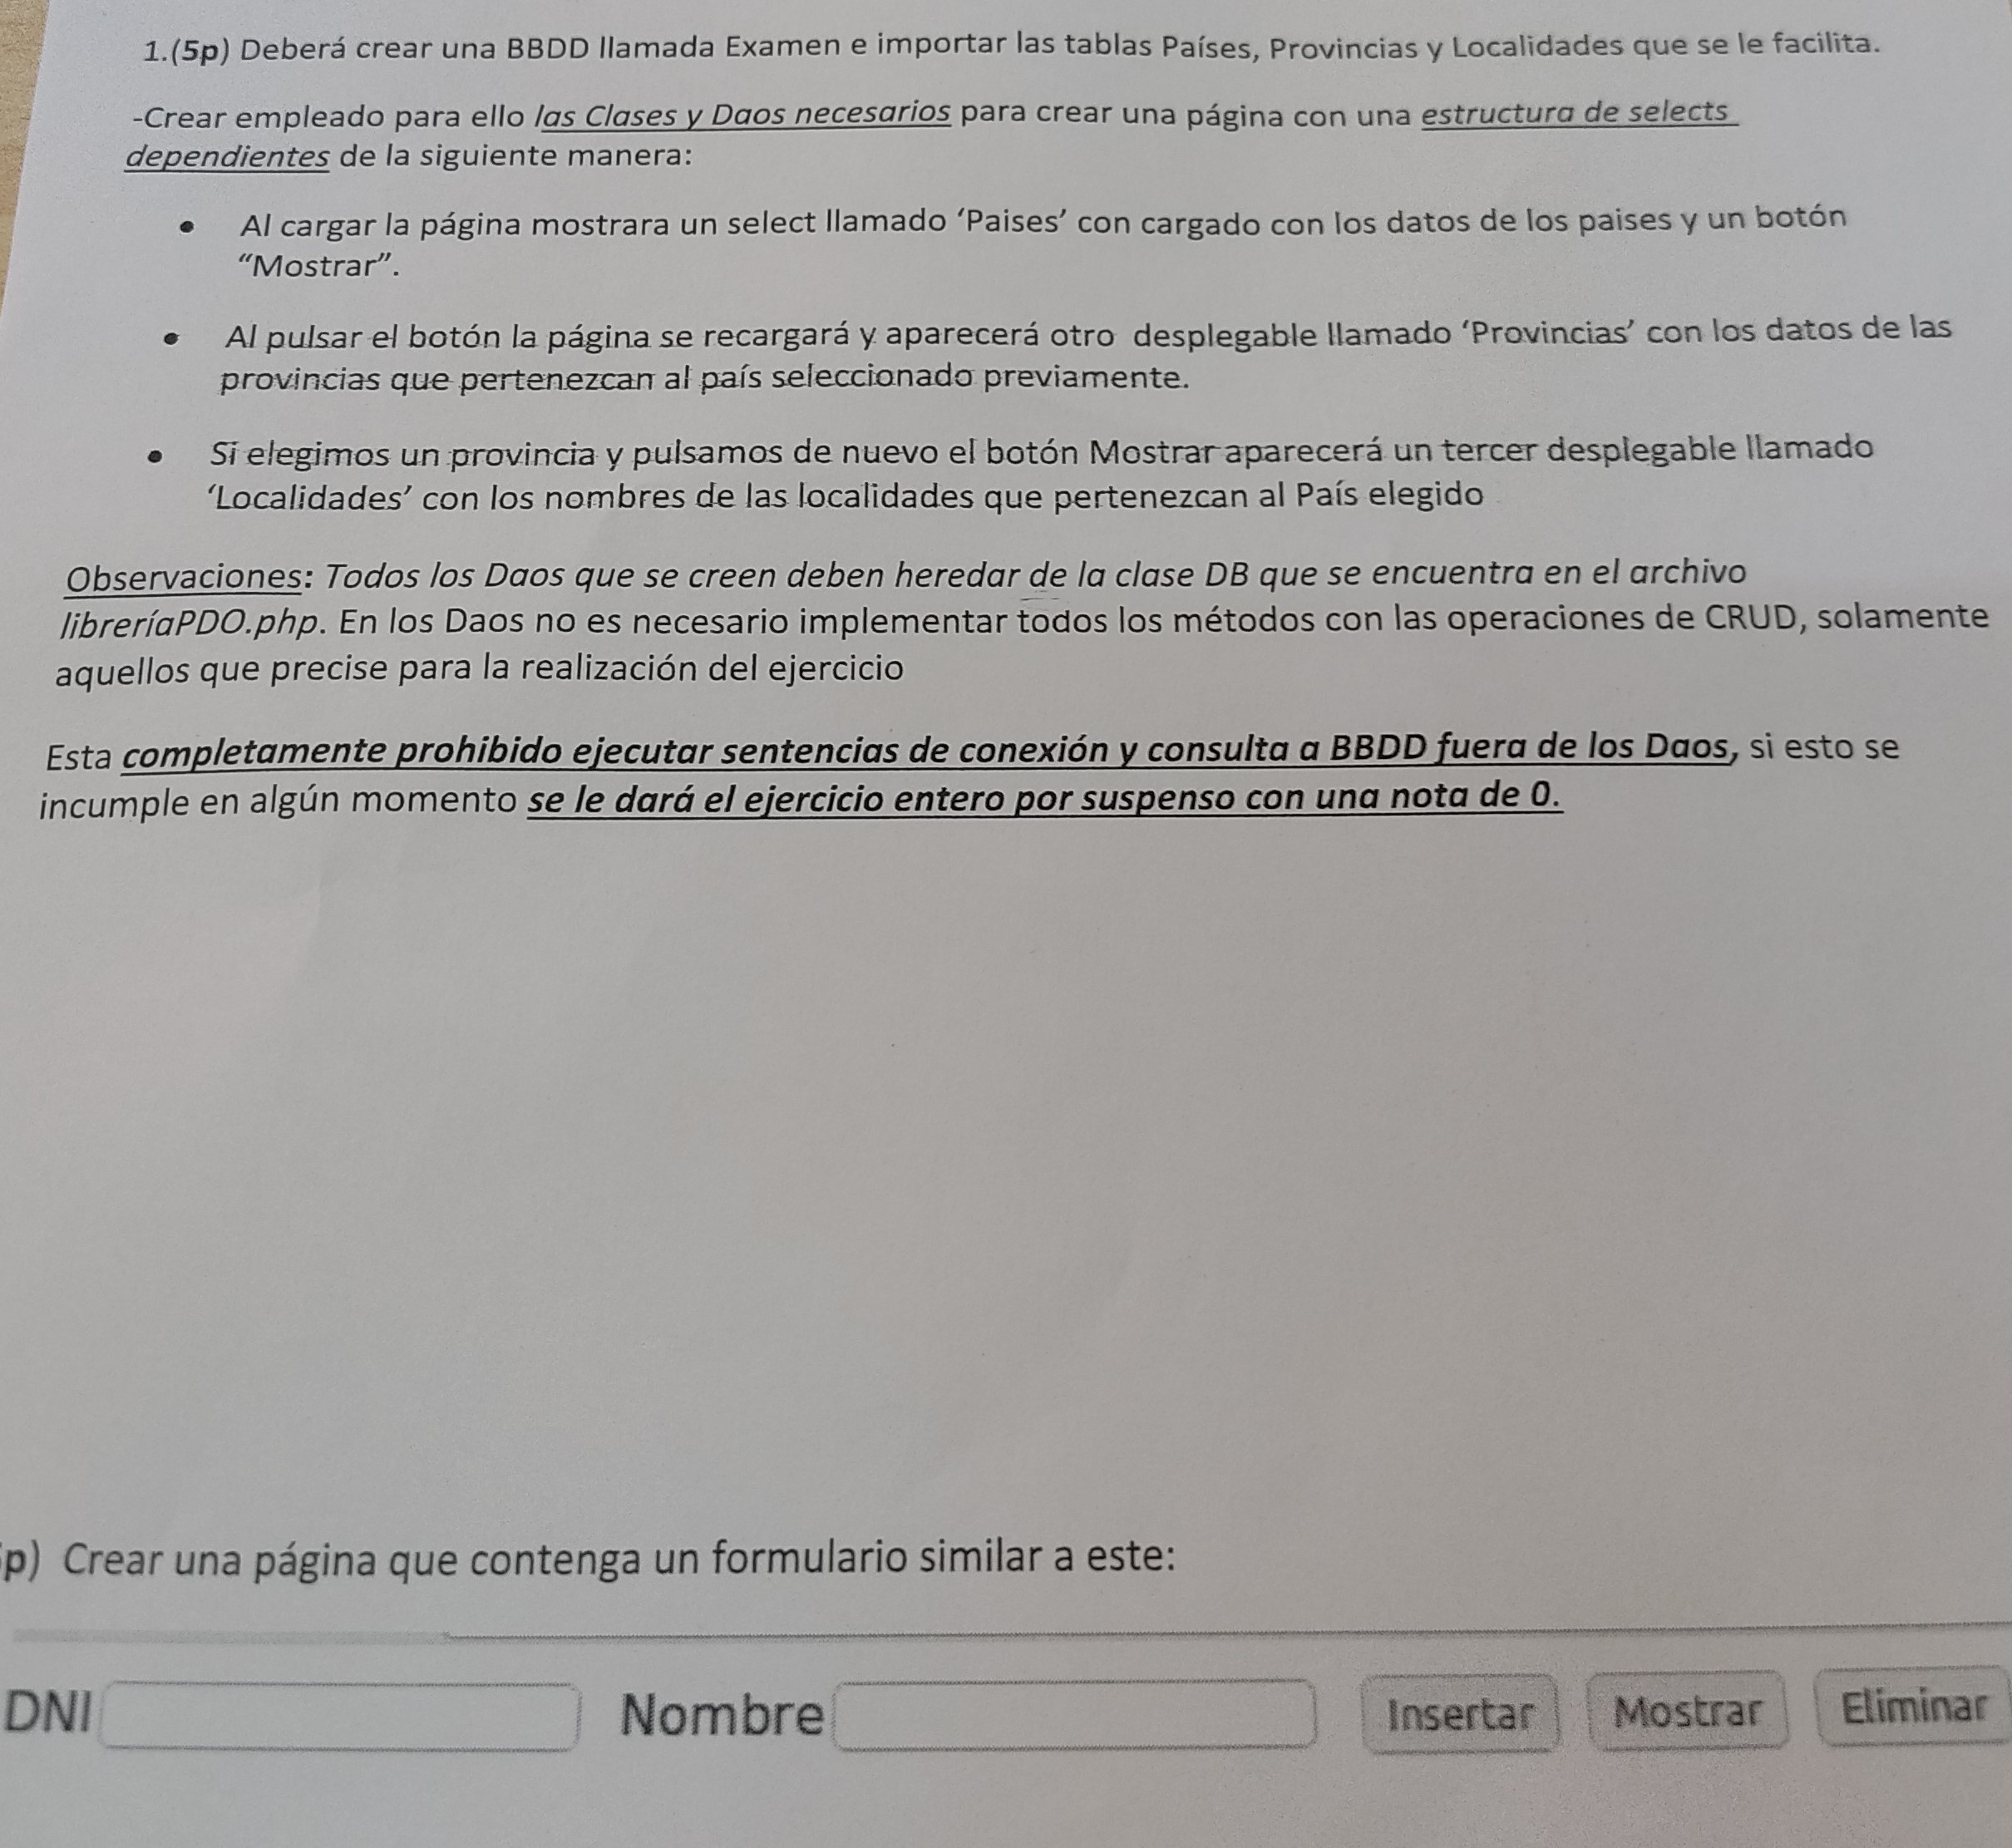 1.(5p) Deberá crear una BBDD llamada Examen e importar las tablas Países, Provincias y Localidades que se le facilita.
-Crear empleado para ello las Clases y Daos necesarios para crear una página con una estructura de selects
dependientes de la siguiente manera:
• Al cargar la página mostrara un select llamado ‘Paises’ con cargado con los datos de los paises y un botón
“Mostrar”.
• Al pulsar el botón la página se recargará y aparecerá otro desplegable llamado ‘Provincias’ con los datos de las
provincias que pertenezcan al país seleccionado previamente.
• Si elegimos un provincia y pulsamos de nuevo el botón Mostrar aparecerá un tercer desplegable llamado
‘Localidades’ con los nombres de las localidades que pertenezcan al País elegido
Observaciones: Todos los Daos que se creen deben heredar de la clase DB que se encuentra en el archivo
libreríaPDO.php. En los Daos no es necesario implementar todos los métodos con las operaciones de CRUD, solamente
aquellos que precise para la realización del ejercicio
Esta completamente prohibido ejecutar sentencias de conexión y consulta a BBDD fuera de los Daos, si esto se
incumple en algún momento se le dará el ejercicio entero por suspenso con una nota de 0.
p) Crear una página que contenga un formulario similar a este:
DNI Nombre Insertar Mostrar Eliminar